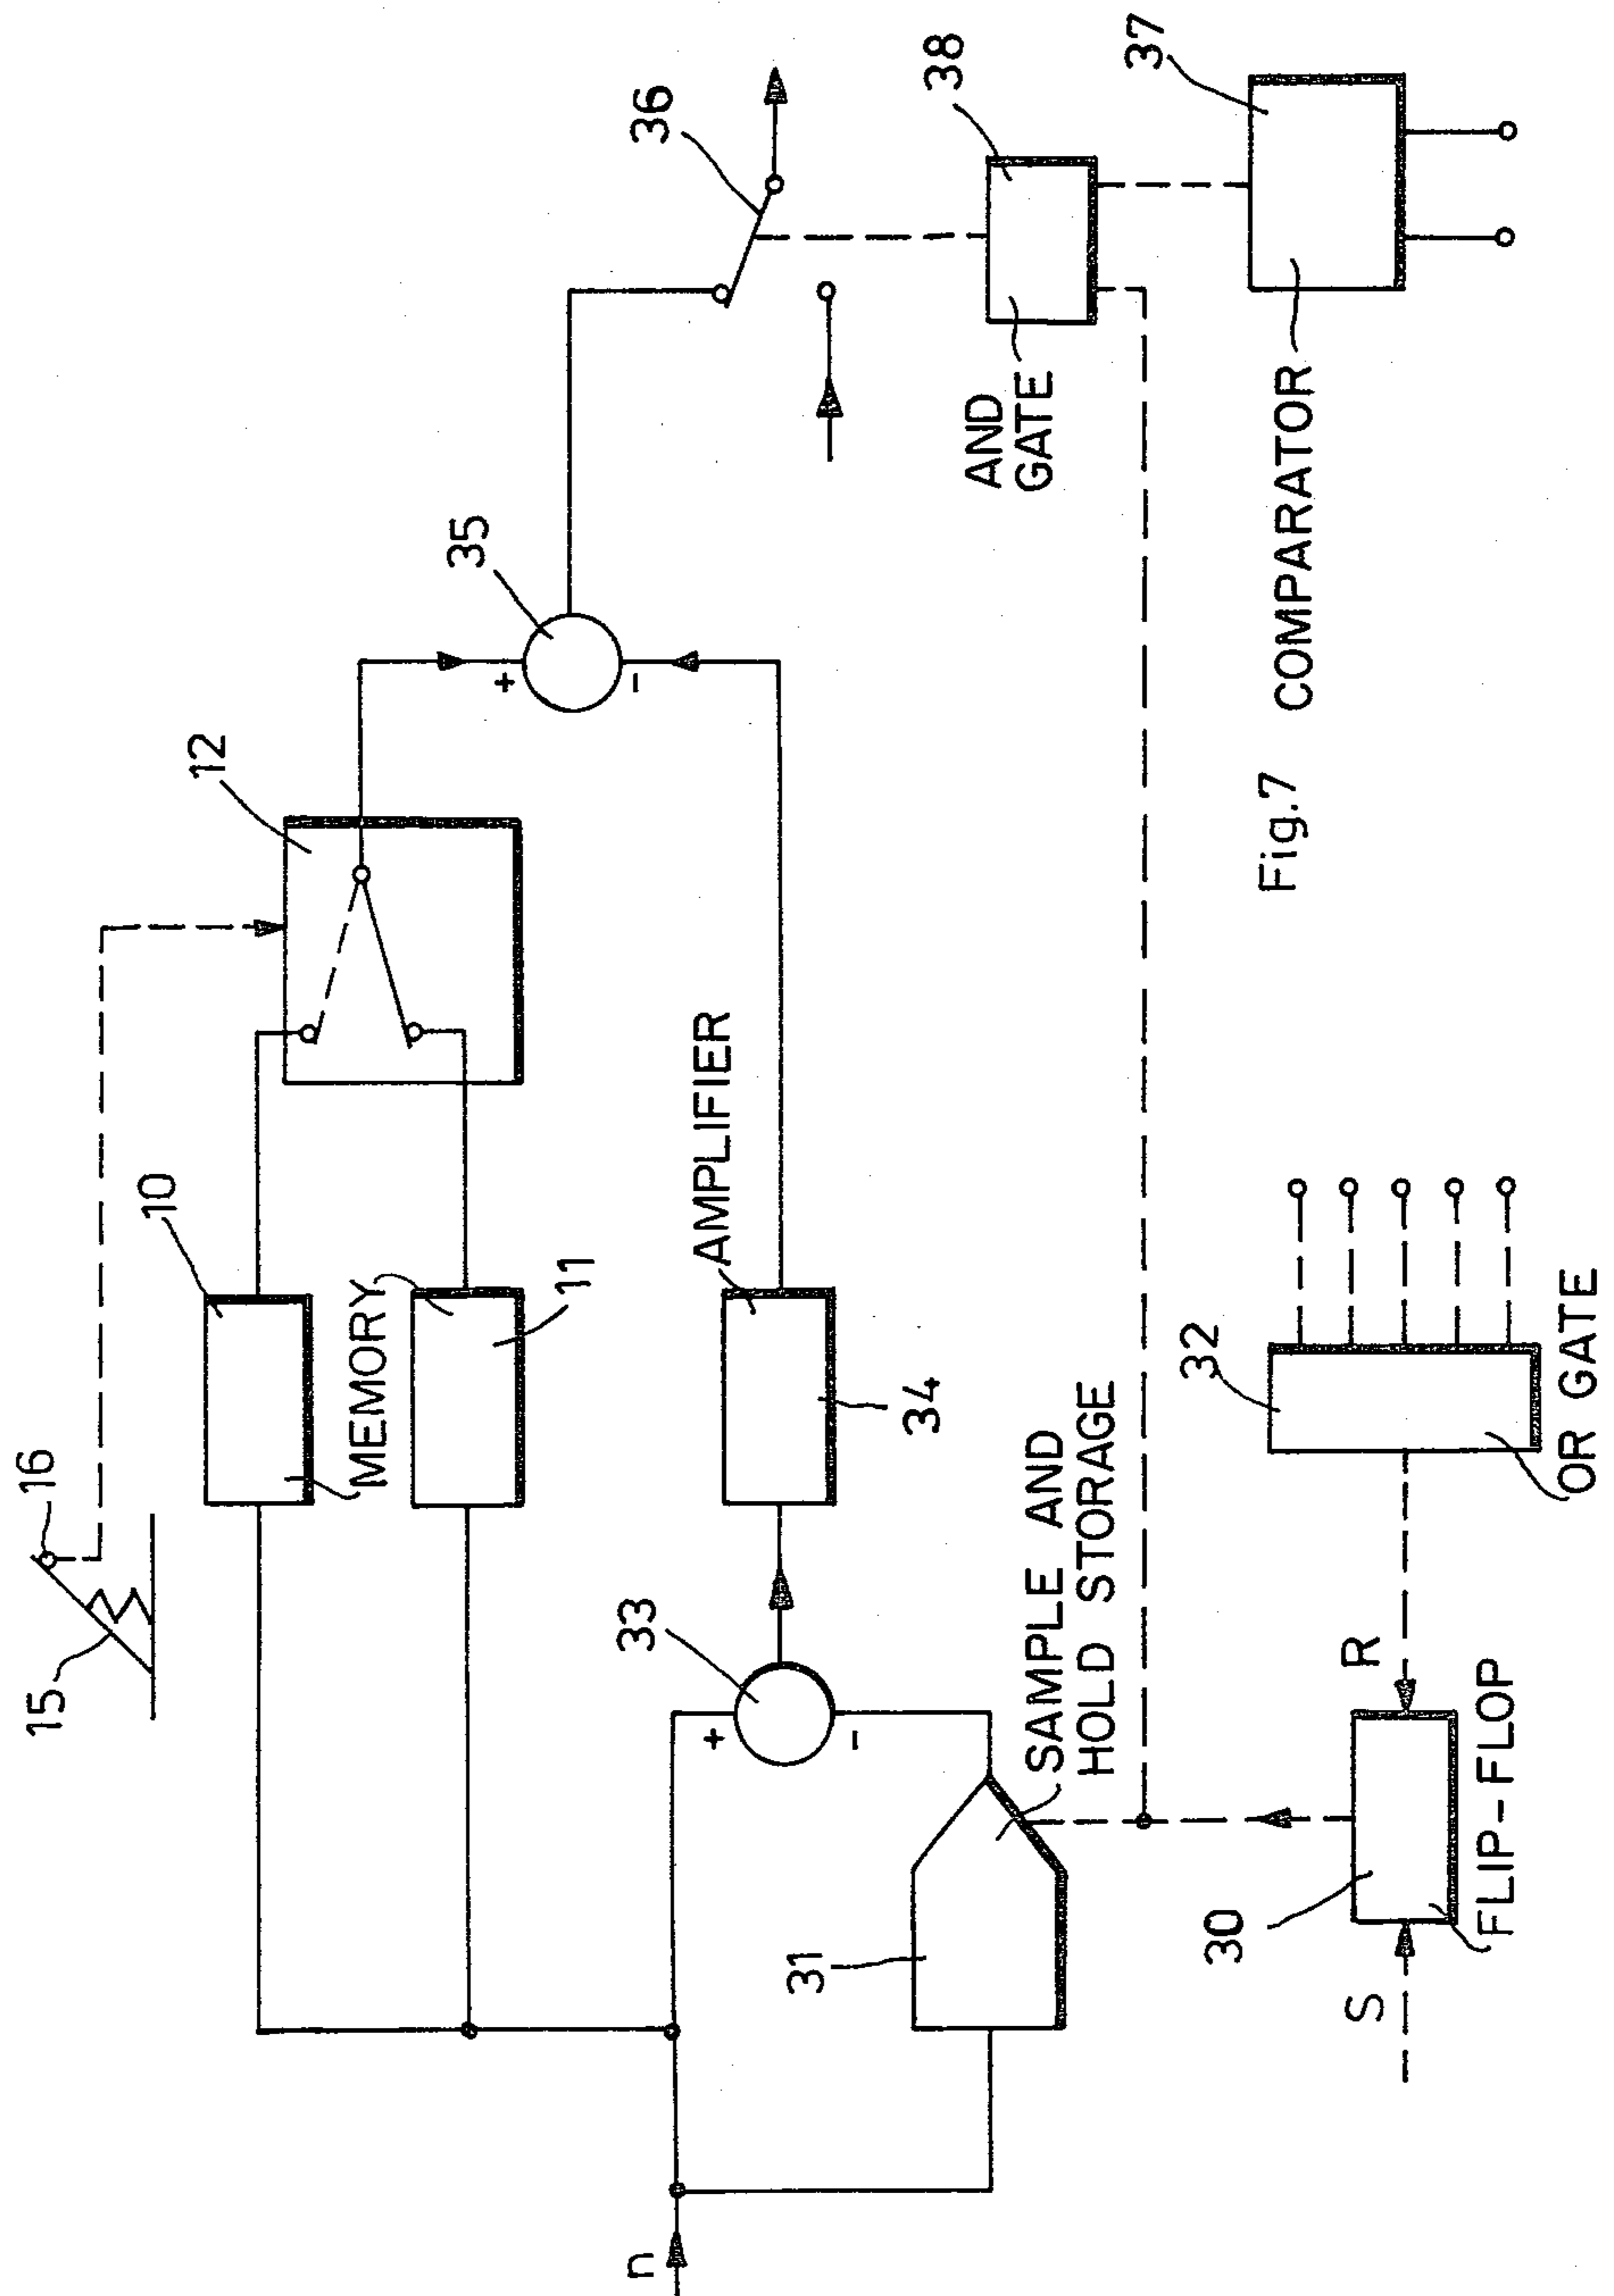 15
16
10
12
MEMORY
11
35
36
AMPLIFIER
34
33
+
-
+
-
n
31
SAMPLE AND
HOLD STORAGE
38
AND
GATE
37
COMPARATOR
32
OR GATE
R
S
30
FLIP-FLOP
Fig.7